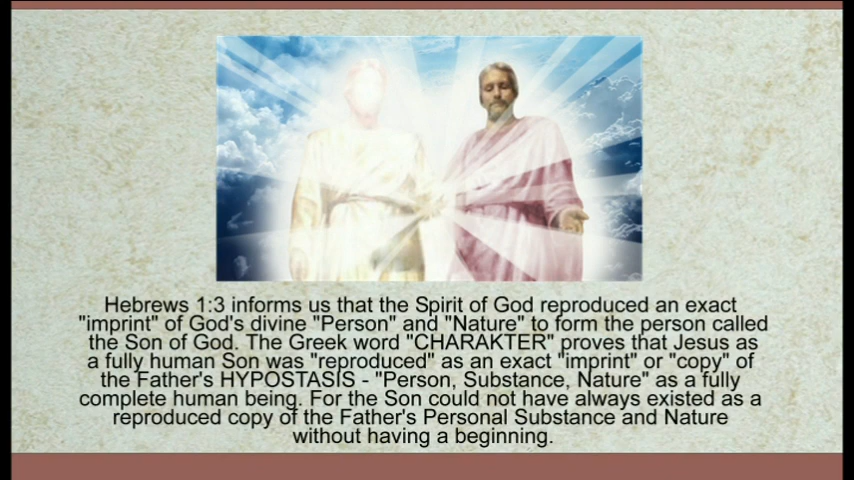 Hebrews 1:3 informs us that the Spirit of God reproduced an exact
"imprint" of God's divine "Person" and "Nature" to form the person called
the Son of God. The Greek word "CHARAKTER" proves that Jesus as
a fully human Son was "reproduced" as an exact "imprint" or "copy" of
the Father's HYPOSTASIS - "Person, Substance, Nature" as a fully
complete human being. For the Son could not have always existed as a
reproduced copy of the Father's Personal Substance and Nature
without having a beginning.